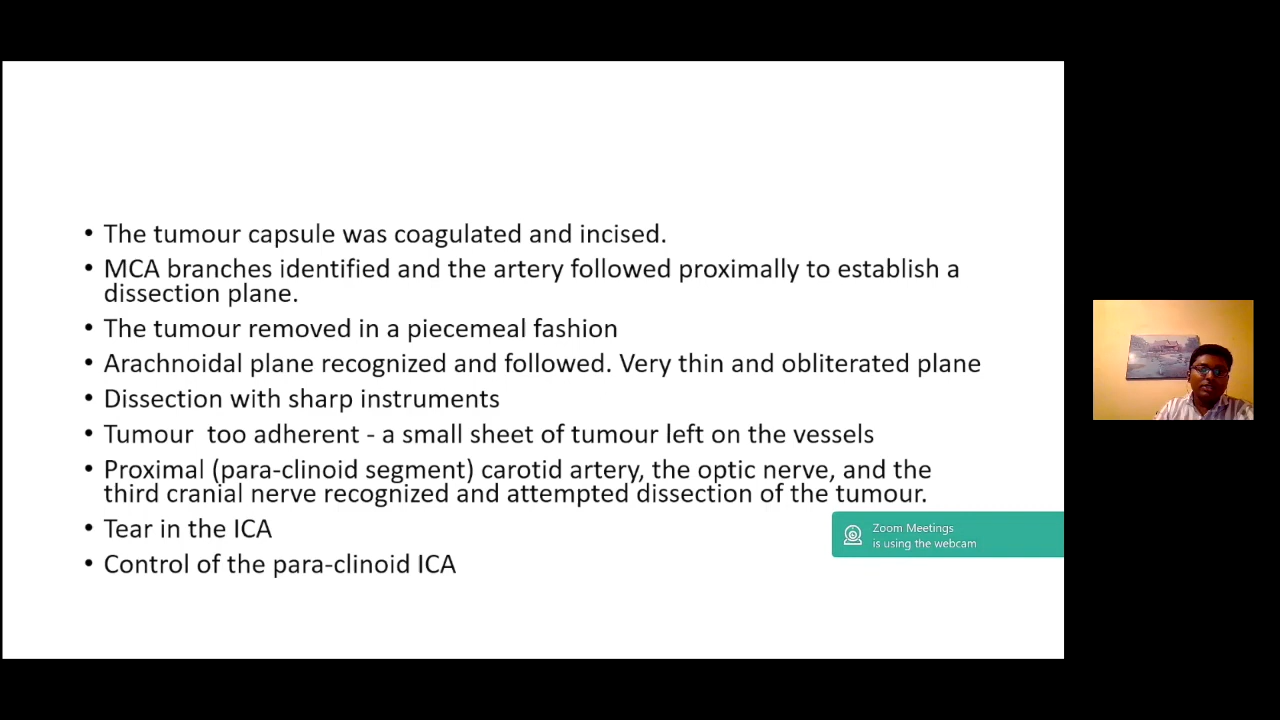 • The tumour capsule was coagulated and incised.
• MCA branches identified and the artery followed proximally to establish a
dissection plane.
• The tumour removed in a piecemeal fashion
• Arachnoidal plane recognized and followed. Very thin and obliterated plane
• Dissection with sharp instruments
• Tumour  too adherent - a small sheet of tumour left on the vessels
• Proximal (para-clinoid segment) carotid artery, the optic nerve, and the
third cranial nerve recognized and attempted dissection of the tumour.
• Tear in the ICA
• Control of the para-clinoid ICA
Zoom Meetings
is using the webcam